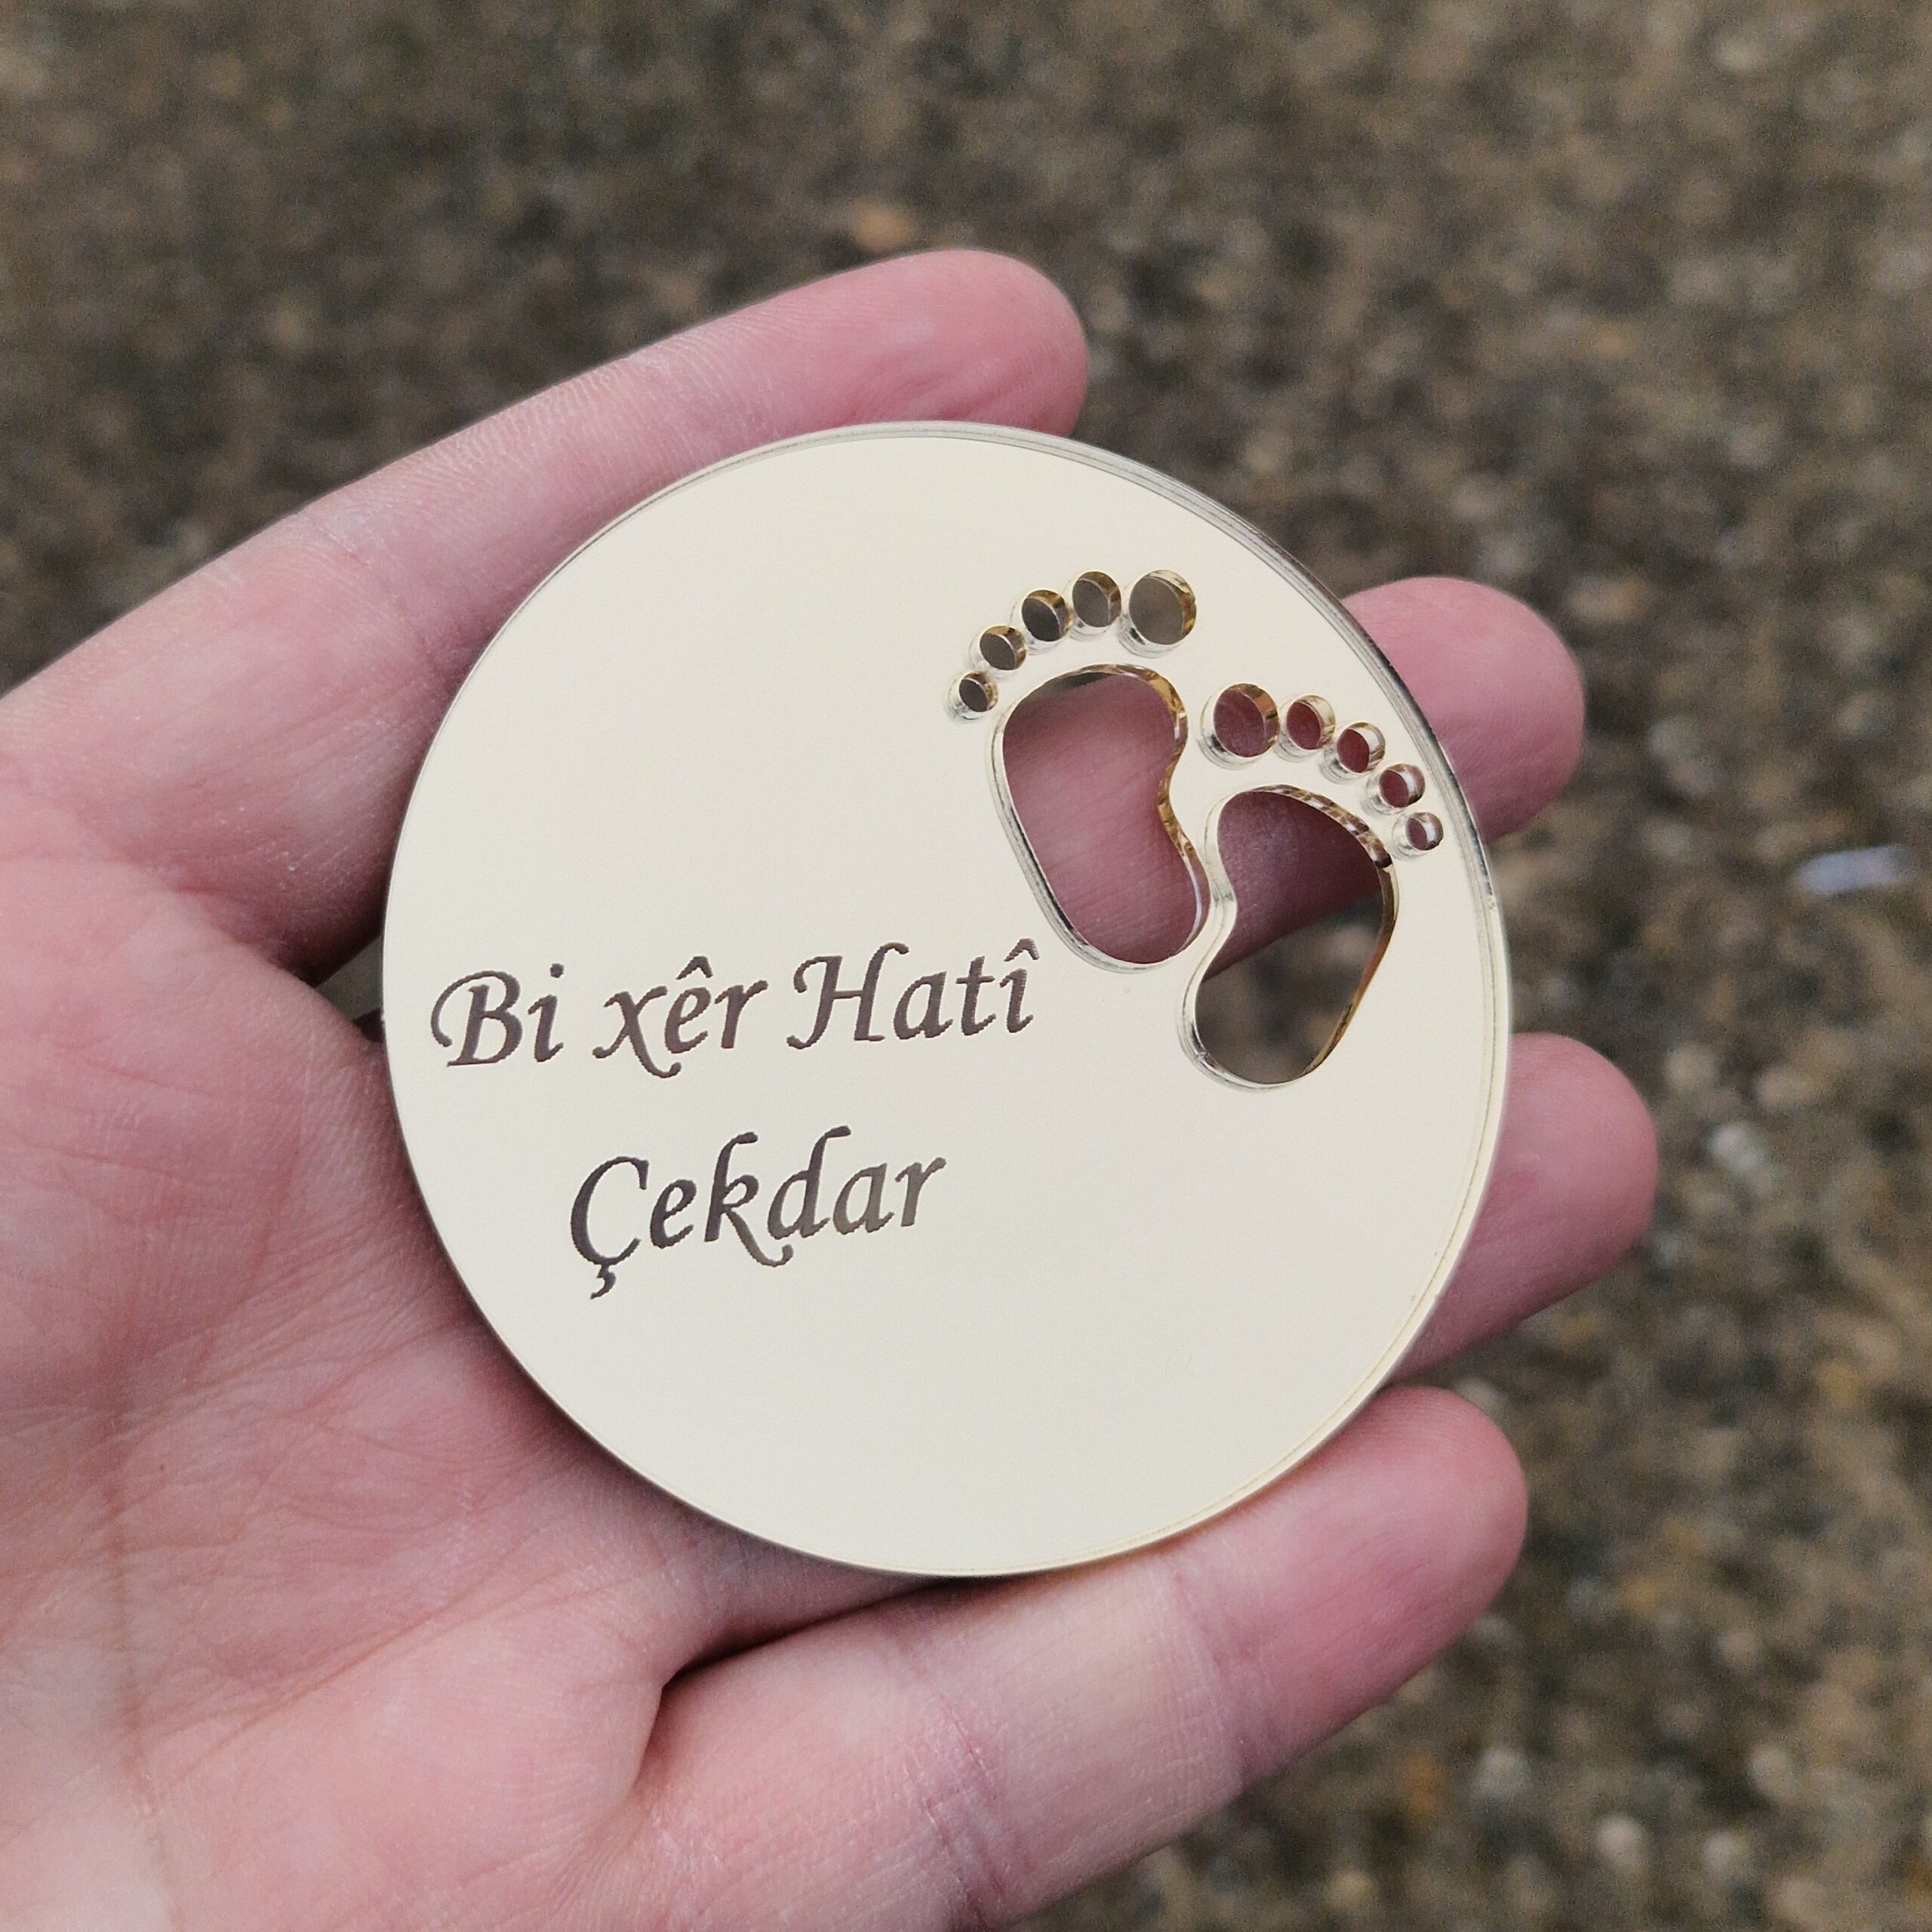 Bi xêr Hatî
Çekdar